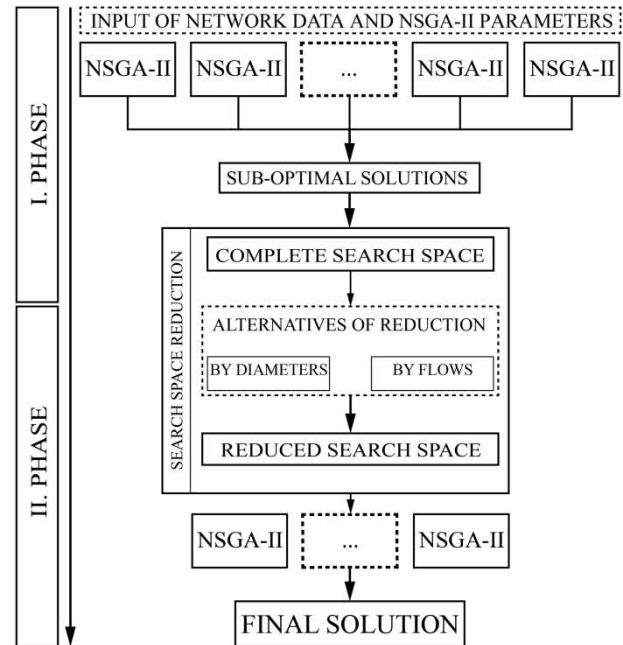 INPUT OF NETWORK DATA AND NSGA-II PARAMETERS
NSGA-II
NSGA-II
...
NSGA-II
NSGA-II
I. PHASE
SUB-OPTIMAL SOLUTIONS
SEARCH SPACE REDUCTION
COMPLETE SEARCH SPACE
ALTERNATIVES OF REDUCTION
BY DIAMETERS
BY FLOWS
REDUCED SEARCH SPACE
II. PHASE
NSGA-II
...
NSGA-II
FINAL SOLUTION